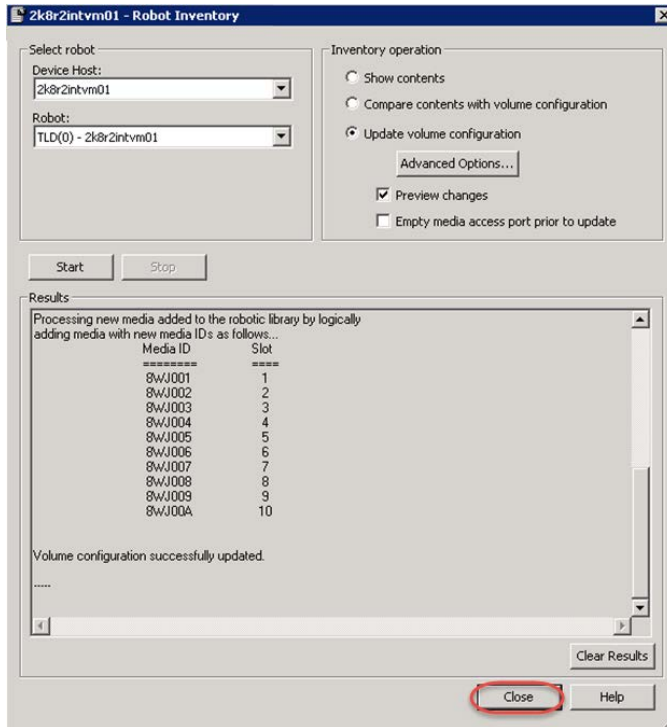 2k8r2intvm01 - Robot Inventory
Select robot
Device Host:
2k8r2intvm01
Robot:
TLD(0) - 2k8r2intvm01
Inventory operation
Show contents
Compare contents with volume configuration
Update volume configuration
Advanced Options...
Preview changes
Empty media access port prior to update
Start
Stop
Results
Processing new media added to the robotic library by logically
adding media with new media IDs as follows...
Media ID Slot
======== ====
8WJ001 1
8WJ002 2
8WJ003 3
8WJ004 4
8WJ005 5
8WJ006 6
8WJ007 7
8WJ008 8
8WJ009 9
8WJ00A 10
Volume configuration successfully updated.
.....
Clear Results
Close
Help